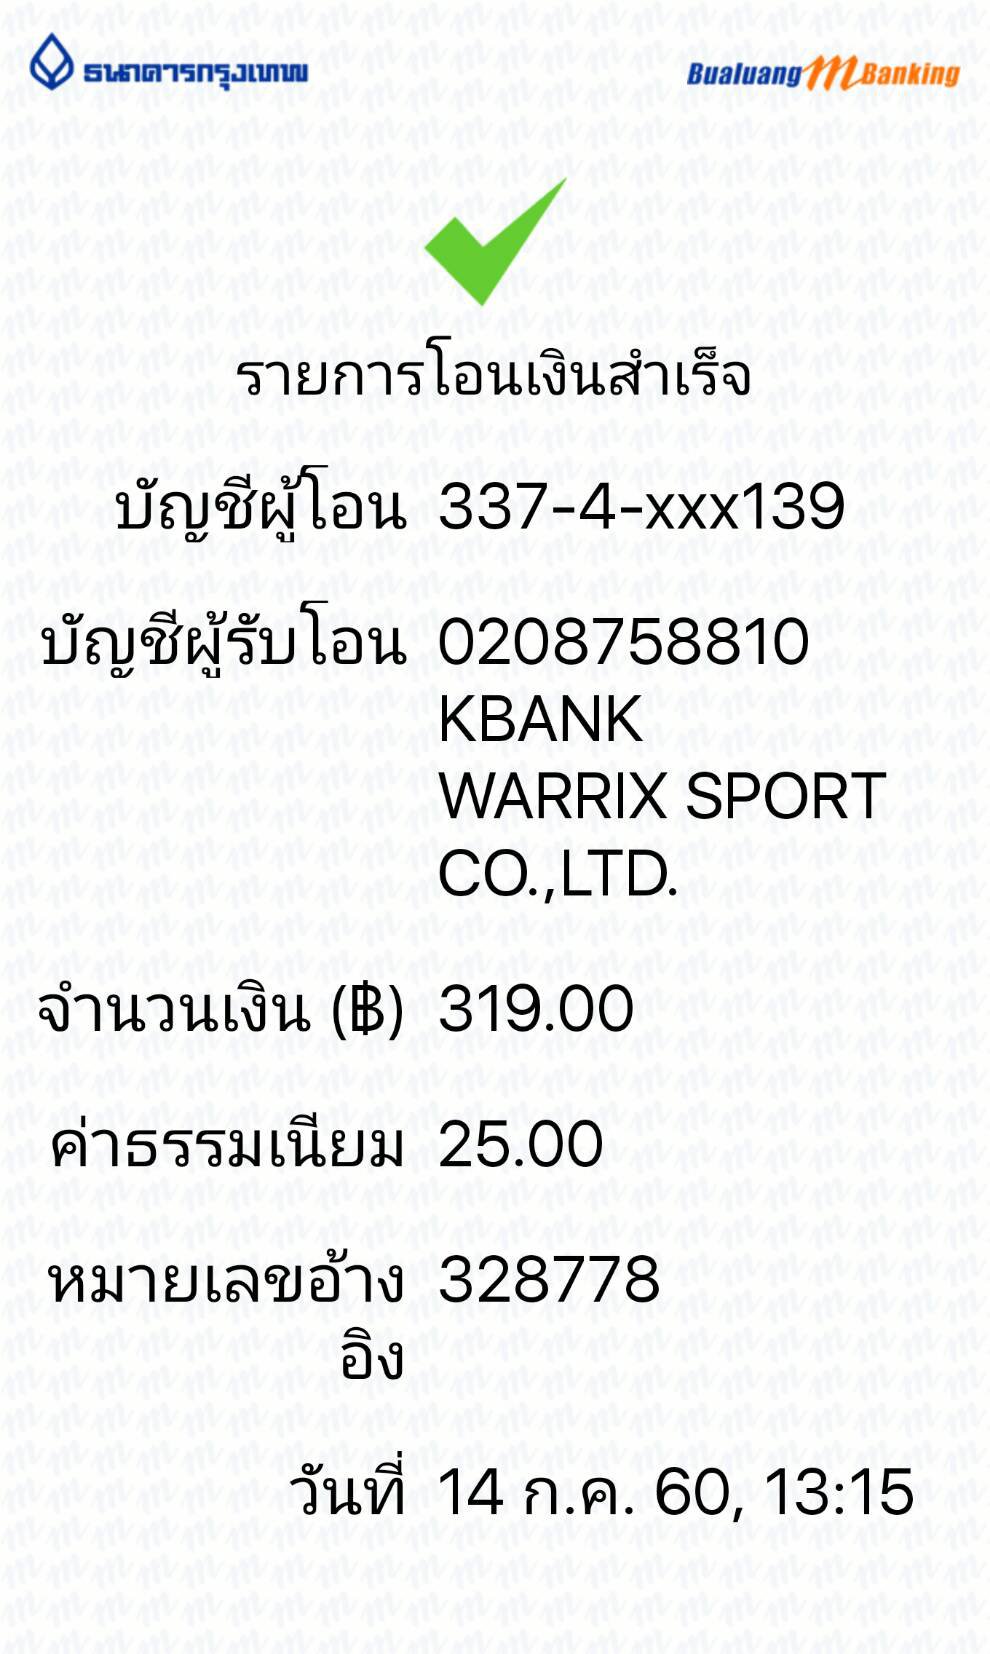 ธนาคารกรุงเทพ
Bualuang mBanking
รายการโอนเงินสำเร็จ
บัญชีผู้โอน 337-4-xxx139
บัญชีผู้รับโอน 0208758810
KBANK
WARRIX SPORT
CO.,LTD.
จำนวนเงิน (฿) 319.00
ค่าธรรมเนียม 25.00
หมายเลขอ้าง 328778
อิง
วันที่ 14 ก.ค. 60, 13:15